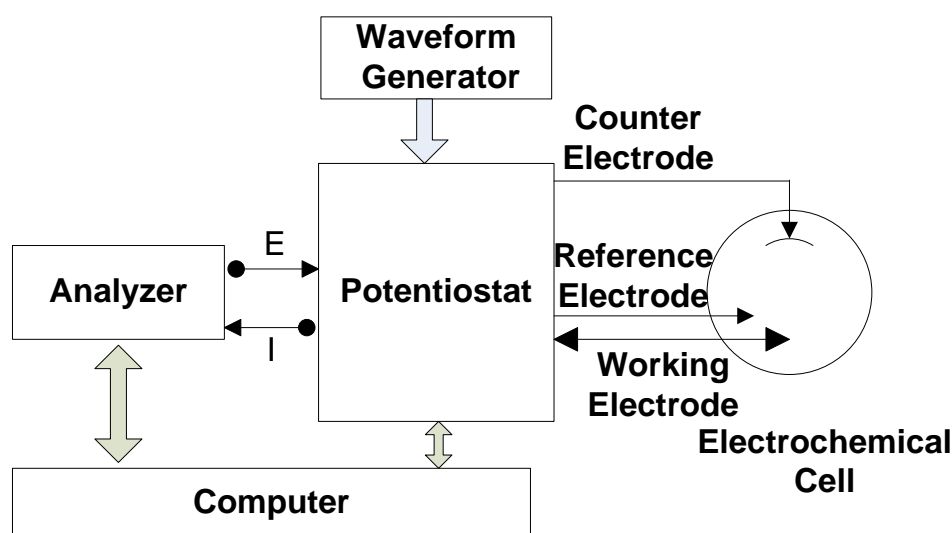 Waveform
Generator
Counter
Electrode
E
Analyzer
I
Potentiostat
Reference
Electrode
Working
Electrode
Electrochemical
Cell
Computer